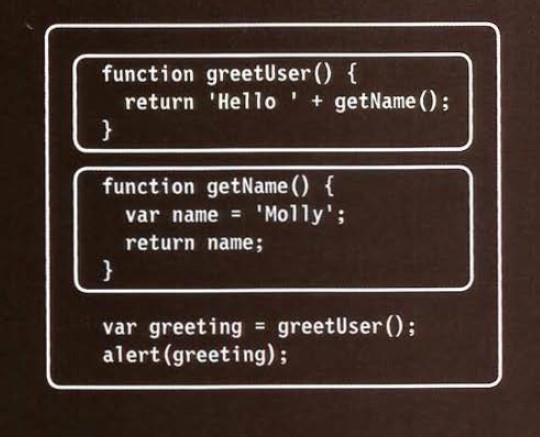 function greetUser() {
  return 'Hello ' + getName();
}
function getName() {
  var name = 'Molly';
  return name;
}
var greeting = greetUser();
alert(greeting);